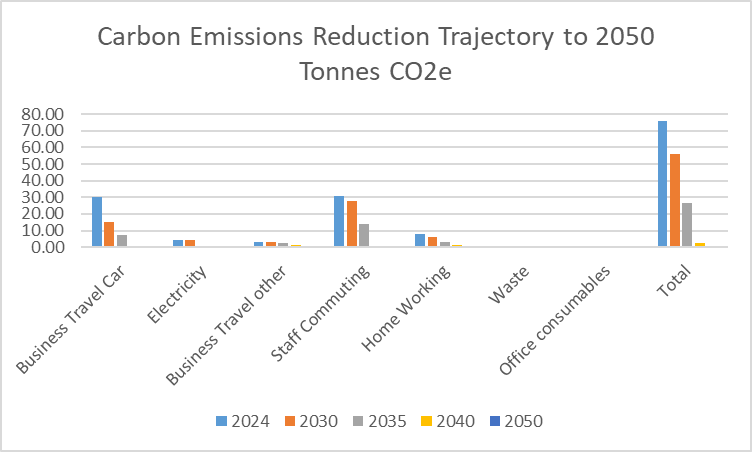 Carbon Emissions Reduction Trajectory to 2050
Tonnes CO2e
80.00
70.00
60.00
50.00
40.00
30.00
20.00
10.00
0.00
Business Travel Car
Electricity
Business Travel other
Staff Commuting
Home Working
Waste
Office consumables
Total
2024 2030 2035 2040 2050